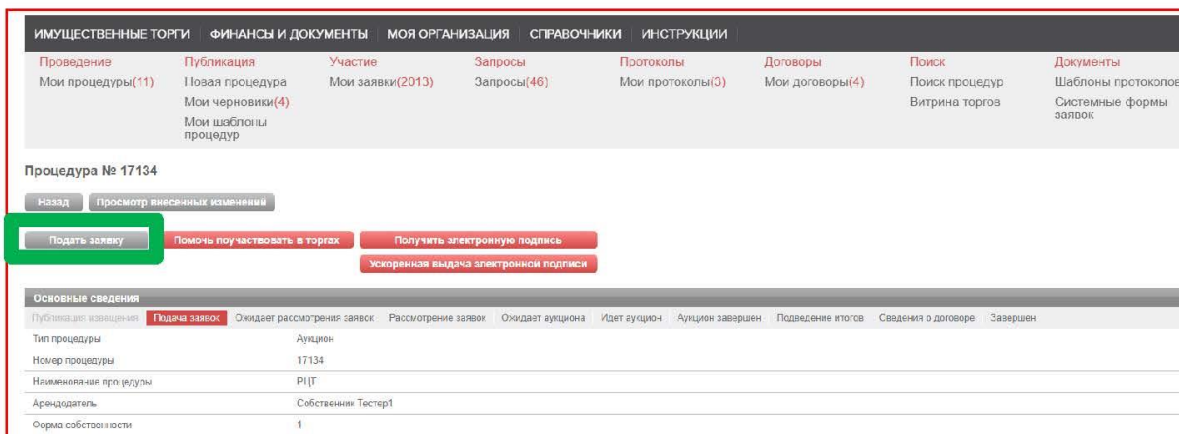 ИМУЩЕСТВЕННЫЕ ТОРГИ ФИНАНСЫ И ДОКУМЕНТЫ МОЯ ОРГАНИЗАЦИЯ СПРАВОЧНИКИ ИНСТРУКЦИИ
Проведение Публикация Участие Запросы Протоколы Договоры Поиск Документы
Мои процедуры(11) Новая процедура Мои заявки(2013) Запросы(46) Мои протоколы(3) Мои договоры(4) Поиск процедур Шаблоны протоколов
Мои черновики(4) Витрина торгов Системные формы
Мои шаблоны заявок
процедур
Процедура № 17134
Назад Просмотр внесенных изменений
Подать заявку Помочь поучаствовать в торгах Получить электронную подпись
Ускоренная выдача электронной подписи
Основные сведения
Публикация извещения Подача заявок Ожидает рассмотрения заявок Рассмотрение заявок Ожидает аукциона Идет аукцион Аукцион завершен Подведение итогов Сведения о договоре Завершен
Тип процедуры Аукцион
Номер процедуры 17134
Наименование процедуры РЦТ
Арендодатель Собственник Тестер1
Форма собственности 1